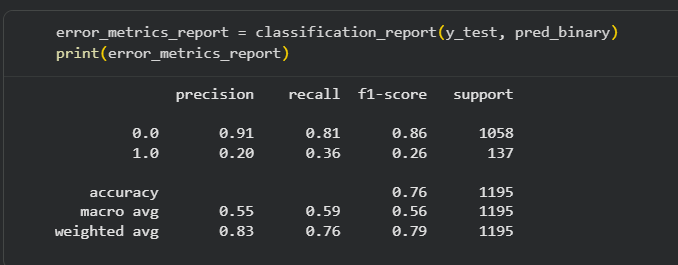 error_metrics_report = classification_report(y_test, pred_binary)
print(error_metrics_report)
precision recall f1-score support
0.0 0.91 0.81 0.86 1058
1.0 0.20 0.36 0.26 137
accuracy 0.76 1195
macro avg 0.55 0.59 0.56 1195
weighted avg 0.83 0.76 0.79 1195